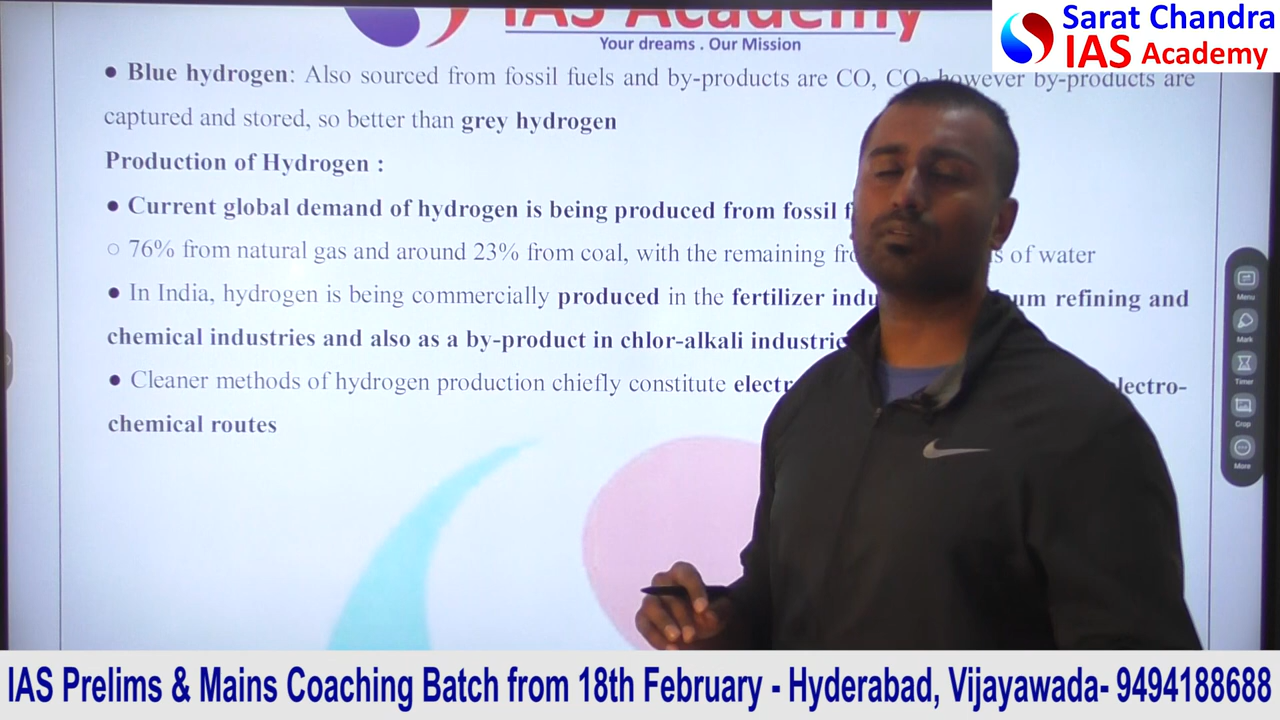 IAS Academy
Your dreams . Our Mission
Sarat Chandra
IAS Academy
● Blue hydrogen: Also sourced from fossil fuels and by-products are CO, CO₂ however by-products are
captured and stored, so better than grey hydrogen
Production of Hydrogen :
● Current global demand of hydrogen is being produced from fossil
○ 76% from natural gas and around 23% from coal, with the remaining of water
● In India, hydrogen is being commercially produced in the fertilizer refining and
chemical industries and also as a by-product in chlor-alkali
● Cleaner methods of hydrogen production chiefly constitute
chemical routes
Menu
Mark
Timer
Crop
More
IAS Prelims & Mains Coaching Batch from 18th February - Hyderabad, Vijayawada- 9494188688